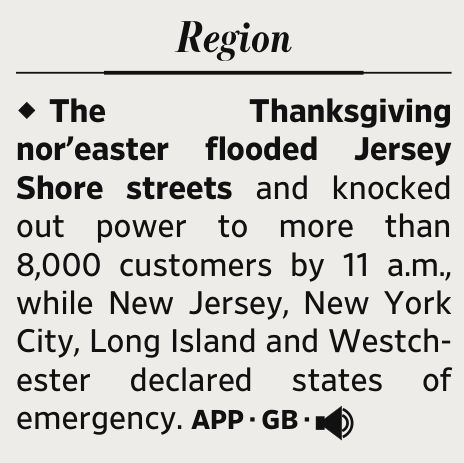 Region
◆ The Thanksgiving
nor’easter flooded Jersey
Shore streets and knocked
out power to more than
8,000 customers by 11 a.m.,
while New Jersey, New York
City, Long Island and Westch-
ester declared states of
emergency. APP · GB ·